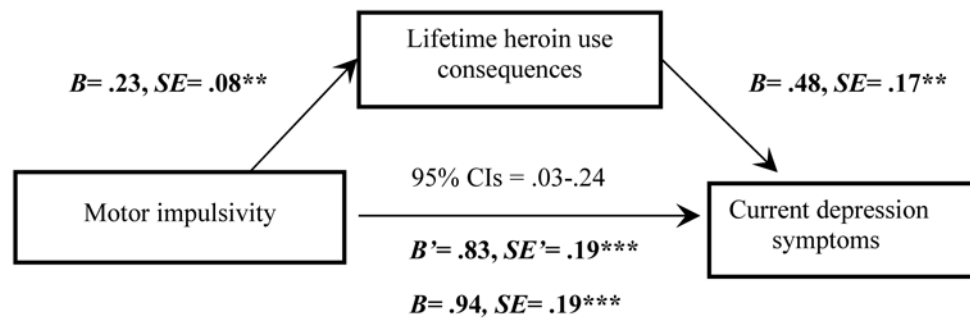 Lifetime heroin use
consequences
B= .23, SE= .08**
B= .48, SE= .17**
Motor impulsivity
95% CIs = .03-.24
Current depression
symptoms
B’= .83, SE’= .19***
B= .94, SE= .19***